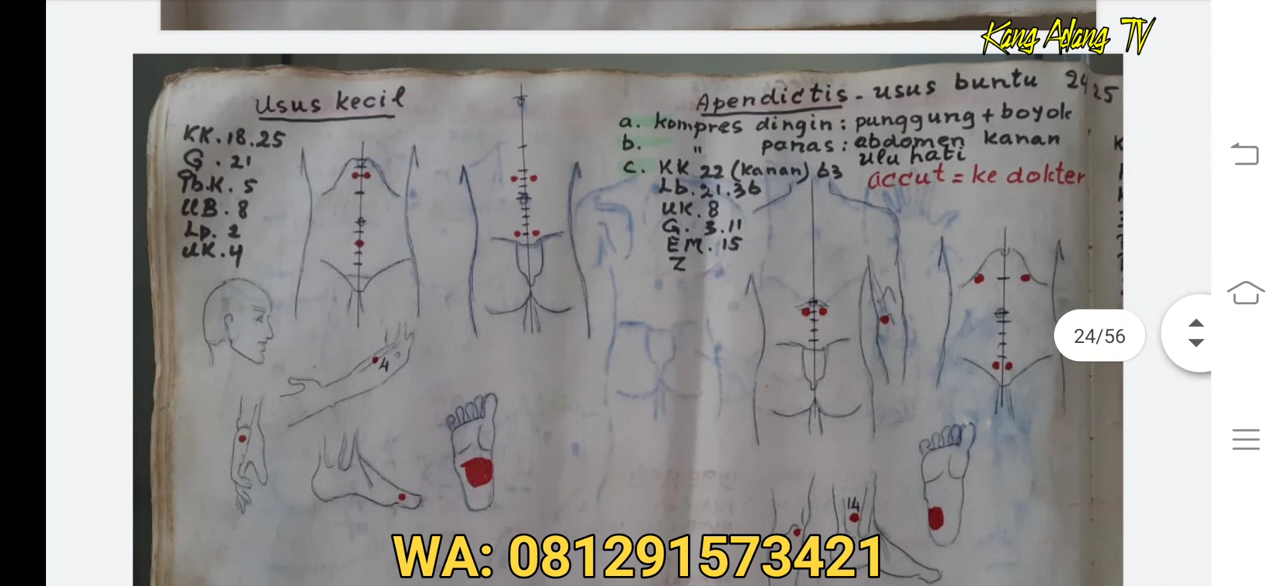 Kang Adang TV
Usus kecil
KK. 18. 25
G. 21
Pb.K. 5
UB. 8
Lp. 2
UK. 4
4
Apendictis - usus buntu 24 25
a. kompres dingin: punggung + boyok
b. " panas: abdomen kanan
ulu hati
c. KK 22 (kanan) 63
accut = ke dokter
Lb. 21. 36
UK. 8
G. 3. 11
EM. 15
Z
14
24/56
WA: 081291573421